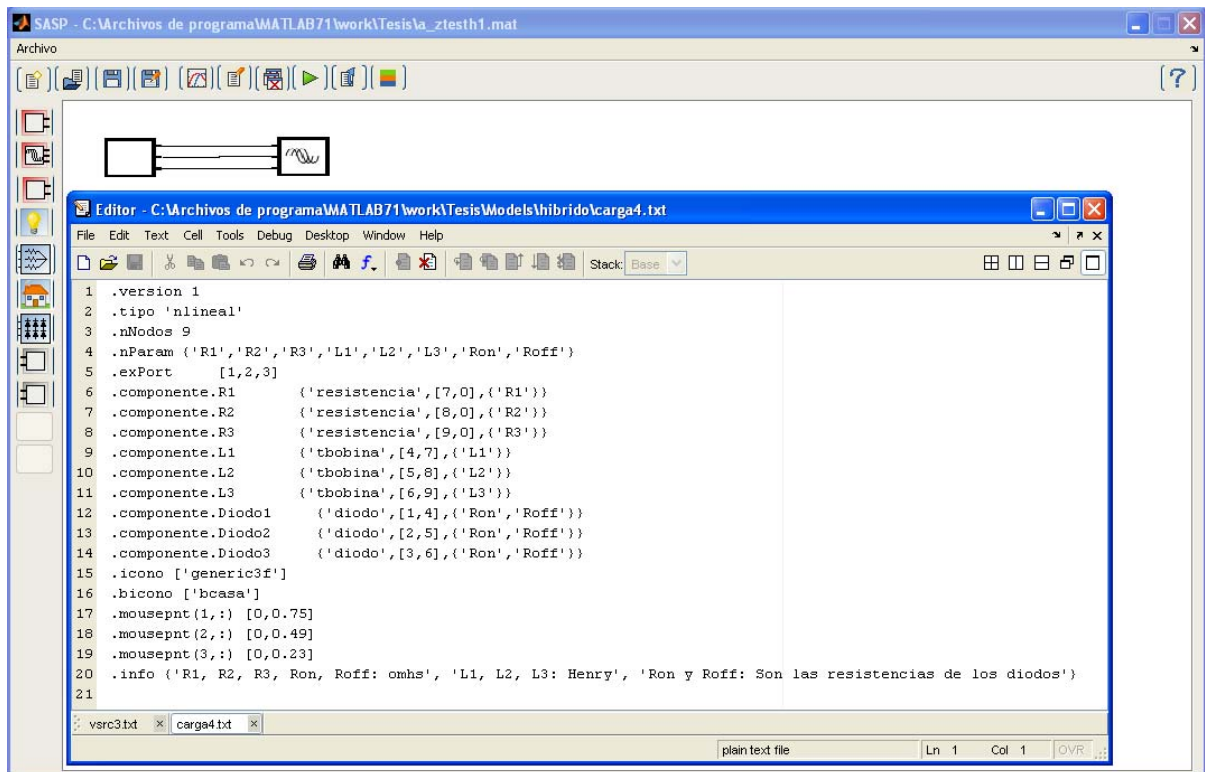 SASP - C:\Archivos de programa\MATLAB71\work\Tesis\a_ztesth1.mat
Archivo
?
Editor - C:\Archivos de programa\MATLAB71\work\Tesis\Models\hibrido\carga4.txt
File Edit Text Cell Tools Debug Desktop Window Help
Stack: Base
1 .version 1
2 .tipo 'nlineal'
3 .nNodos 9
4 .nParam {'R1','R2','R3','L1','L2','L3','Ron','Roff'}
5 .exPort [1,2,3]
6 .componente.R1 {'resistencia',[7,0],{'R1'}}
7 .componente.R2 {'resistencia',[8,0],{'R2'}}
8 .componente.R3 {'resistencia',[9,0],{'R3'}}
9 .componente.L1 {'tbobina',[4,7],{'L1'}}
10 .componente.L2 {'tbobina',[5,8],{'L2'}}
11 .componente.L3 {'tbobina',[6,9],{'L3'}}
12 .componente.Diodo1 {'diodo',[1,4],{'Ron','Roff'}}
13 .componente.Diodo2 {'diodo',[2,5],{'Ron','Roff'}}
14 .componente.Diodo3 {'diodo',[3,6],{'Ron','Roff'}}
15 .icono ['generic3f']
16 .bicono ['bcasa']
17 .mousepnt(1,:) [0,0.75]
18 .mousepnt(2,:) [0,0.49]
19 .mousepnt(3,:) [0,0.23]
20 .info {'R1, R2, R3, Ron, Roff: omhs', 'L1, L2, L3: Henry', 'Ron y Roff: Son las resistencias de los diodos'}
21
vsrc3.txt carga4.txt
plain text file Ln 1 Col 1 OVR